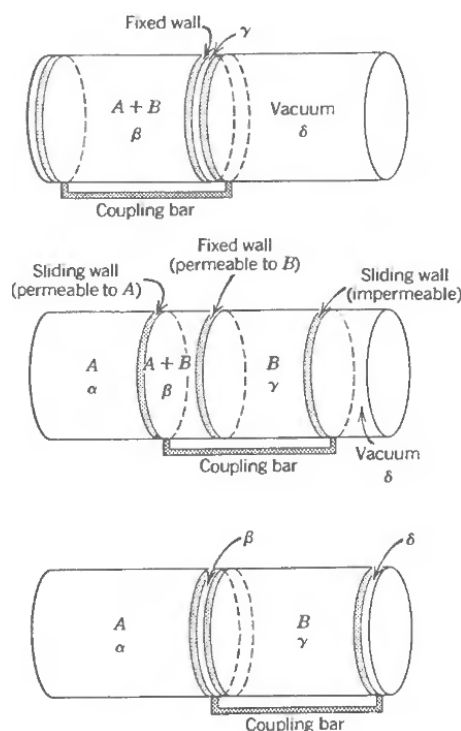 Fixed wall
γ
A + B
β
Vacuum
δ
Coupling bar
Fixed wall
(permeable to B)
Sliding wall
(permeable to A)
Sliding wall
(impermeable)
A
α
A + B
β
B
γ
Coupling bar
Vacuum
δ
β
δ
A
α
B
γ
Coupling bar